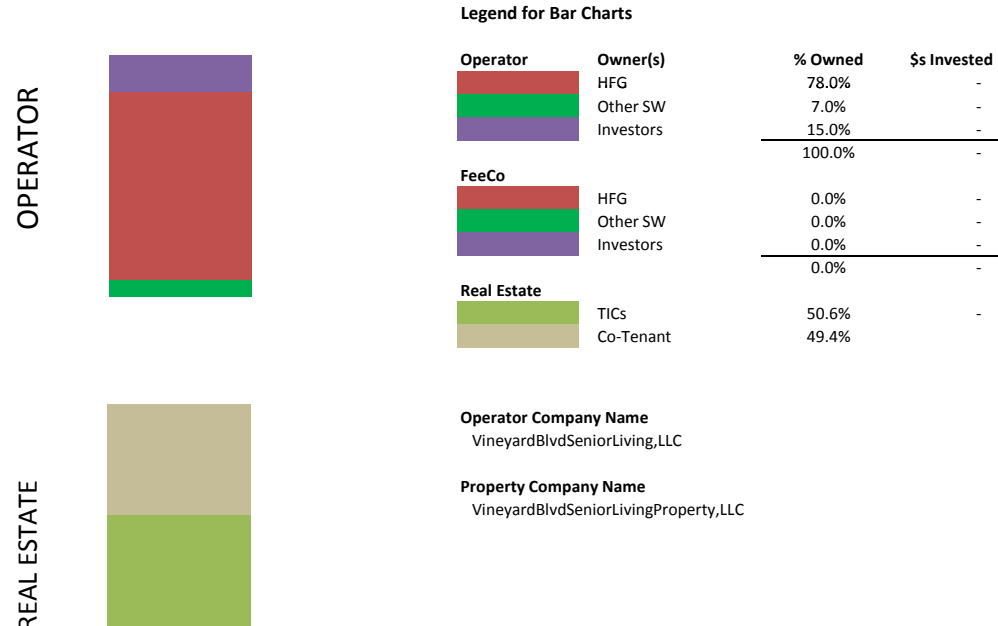 Legend for Bar Charts
Operator Owner(s) % Owned $s Invested
HFG 78.0% -
Other SW 7.0% -
Investors 15.0% -
100.0% -
FeeCo
HFG 0.0% -
Other SW 0.0% -
Investors 0.0% -
0.0% -
Real Estate
TICs 50.6% -
Co-Tenant 49.4%
OPERATOR
Operator Company Name
VineyardBlvdSeniorLiving,LLC
Property Company Name
VineyardBlvdSeniorLivingProperty,LLC
REAL ESTATE